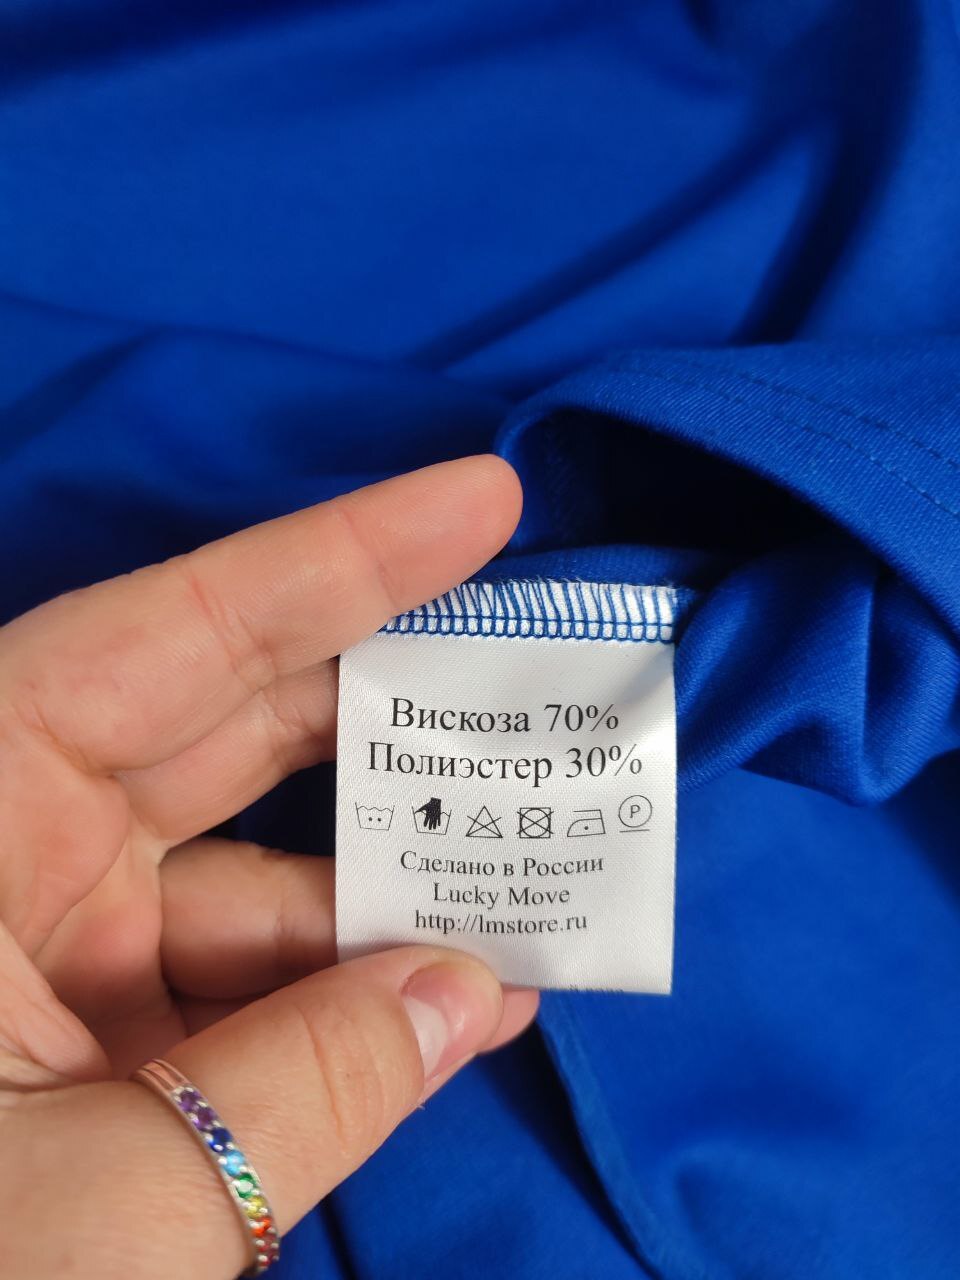 Вискоза 70%
Полиэстер 30%
P
Сделано в России
Lucky Move
http://lmstore.ru